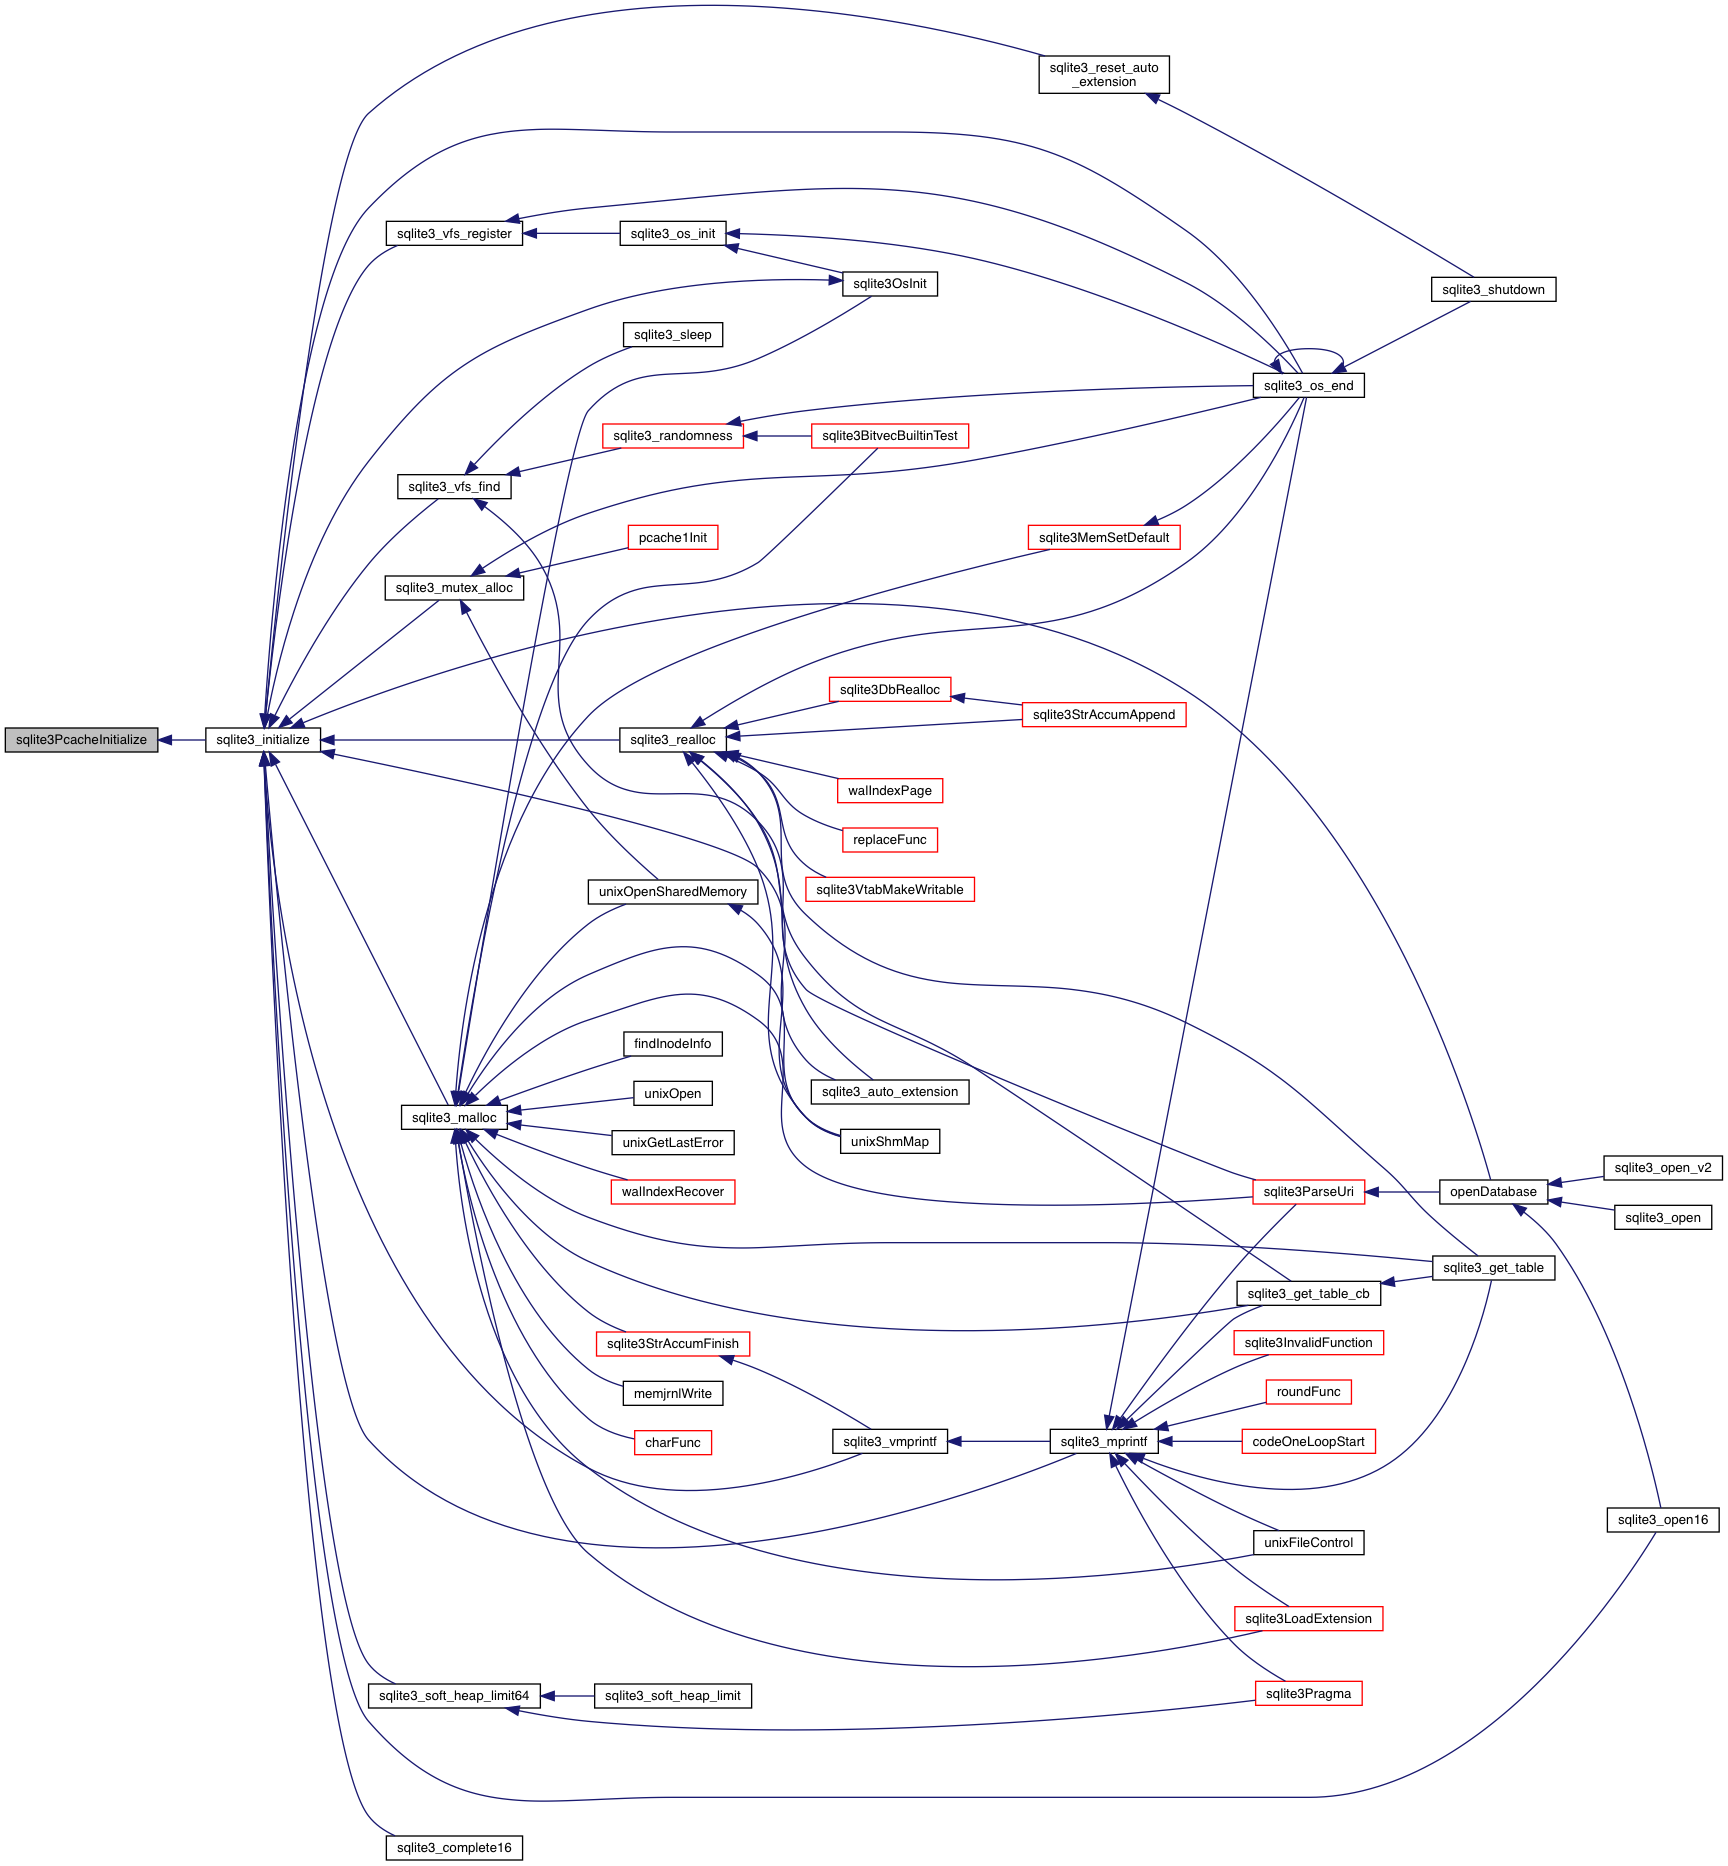 sqlite3_reset_auto
_extension
sqlite3_vfs_register
sqlite3_os_init
sqlite3OsInit
sqlite3_shutdown
sqlite3_sleep
sqlite3_os_end
sqlite3_randomness
sqlite3BitvecBuiltinTest
sqlite3_vfs_find
pcache1Init
sqlite3MemSetDefault
sqlite3_mutex_alloc
sqlite3DbRealloc
sqlite3StrAccumAppend
sqlite3PcacheInitialize
sqlite3_initialize
sqlite3_realloc
walIndexPage
replaceFunc
sqlite3VtabMakeWritable
unixOpenSharedMemory
findInodeInfo
unixOpen
sqlite3_auto_extension
sqlite3_malloc
unixGetLastError
unixShmMap
sqlite3_open_v2
walIndexRecover
sqlite3ParseUri
openDatabase
sqlite3_open
sqlite3_get_table
sqlite3_get_table_cb
sqlite3StrAccumFinish
sqlite3InvalidFunction
memjrnlWrite
roundFunc
charFunc
sqlite3_vmprintf
sqlite3_mprintf
codeOneLoopStart
sqlite3_open16
unixFileControl
sqlite3LoadExtension
sqlite3_soft_heap_limit64
sqlite3_soft_heap_limit
sqlite3Pragma
sqlite3_complete16